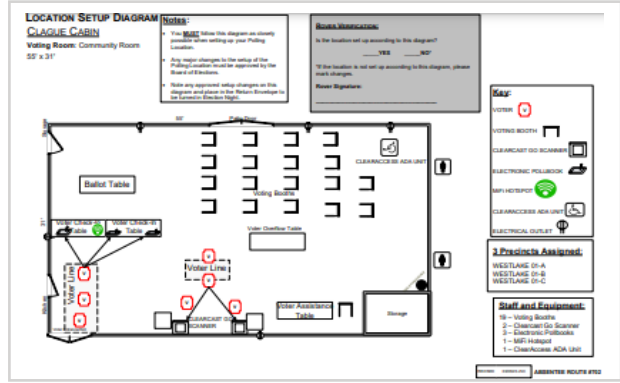 LOCATION SETUP DIAGRAM
CLAGUE CABIN
Voting Room: Community Room
55' x 31'
Notes:
• You MUST follow this diagram as closely
possible when setting up your Polling
Location.
• Any major changes to the setup of the
Polling Location must be approved by the
Board of Elections.
• Note any approved setup changes on this
diagram and place in the Return Envelope to
be turned in Election Night.
ROVER VERIFICATION:
Is the location set up according to this diagram?
_____YES _____NO*
*If the location is not set up according to this diagram, please
mark changes.
Rover Signature:
Key:
VOTER
VOTING BOOTH
CLEARCAST GO SCANNER
ELECTRONIC POLLBOOK
MIFI HOTSPOT
CLEARACCESS ADA UNIT
ELECTRICAL OUTLET
3 Precincts Assigned:
WESTLAKE 01-A
WESTLAKE 01-B
WESTLAKE 01-C
Staff and Equipment:
2 – Clearcast Go Scanner
3 – Electronic Pollbooks
1 – MiFi Hotspot
1 – ClearAccess ADA Unit
ABSENTEE ROUTE #702
Patio Door
31'
CLEARACCESS ADA UNIT
Ballot Table
Voting Booths
Voter Check-in
Table
Voter Check-in
Table
Voter Overflow Table
Voter Line
Voter Line
CLEARCAST GO
SCANNER
Voter Assistance
Table
Storage